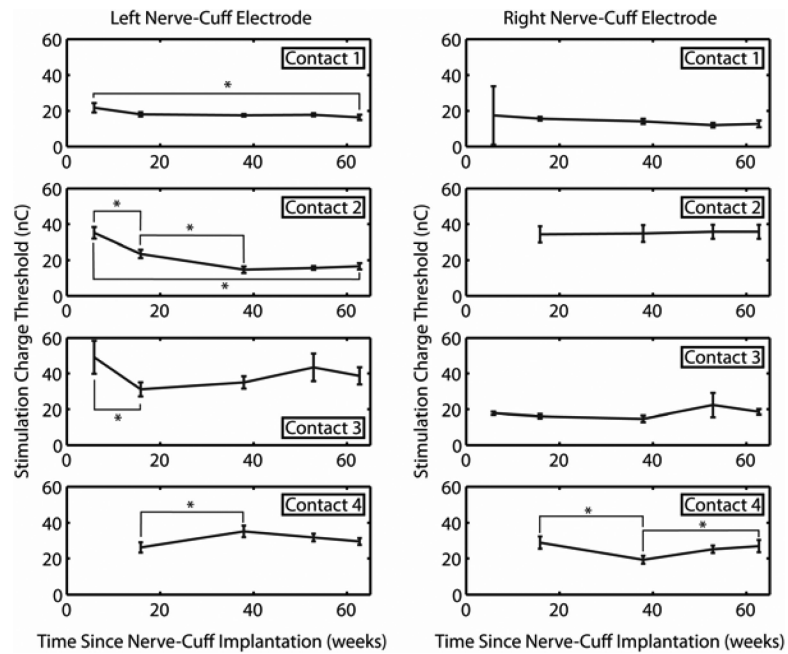 Left Nerve-Cuff Electrode
Right Nerve-Cuff Electrode
Stimulation Charge Threshold (nC)
Stimulation Charge Threshold (nC)
60
40
20
0
Contact 1
*
0 20 40 60
60
40
20
0
Contact 1
0 20 40 60
60
40
20
0
Contact 2
*
*
*
0 20 40 60
60
40
20
0
Contact 2
0 20 40 60
60
40
20
0
*
Contact 3
0 20 40 60
60
40
20
0
Contact 3
0 20 40 60
60
40
20
0
Contact 4
*
0 20 40 60
60
40
20
0
Contact 4
*
*
0 20 40 60
Time Since Nerve-Cuff Implantation (weeks)
Time Since Nerve-Cuff Implantation (weeks)